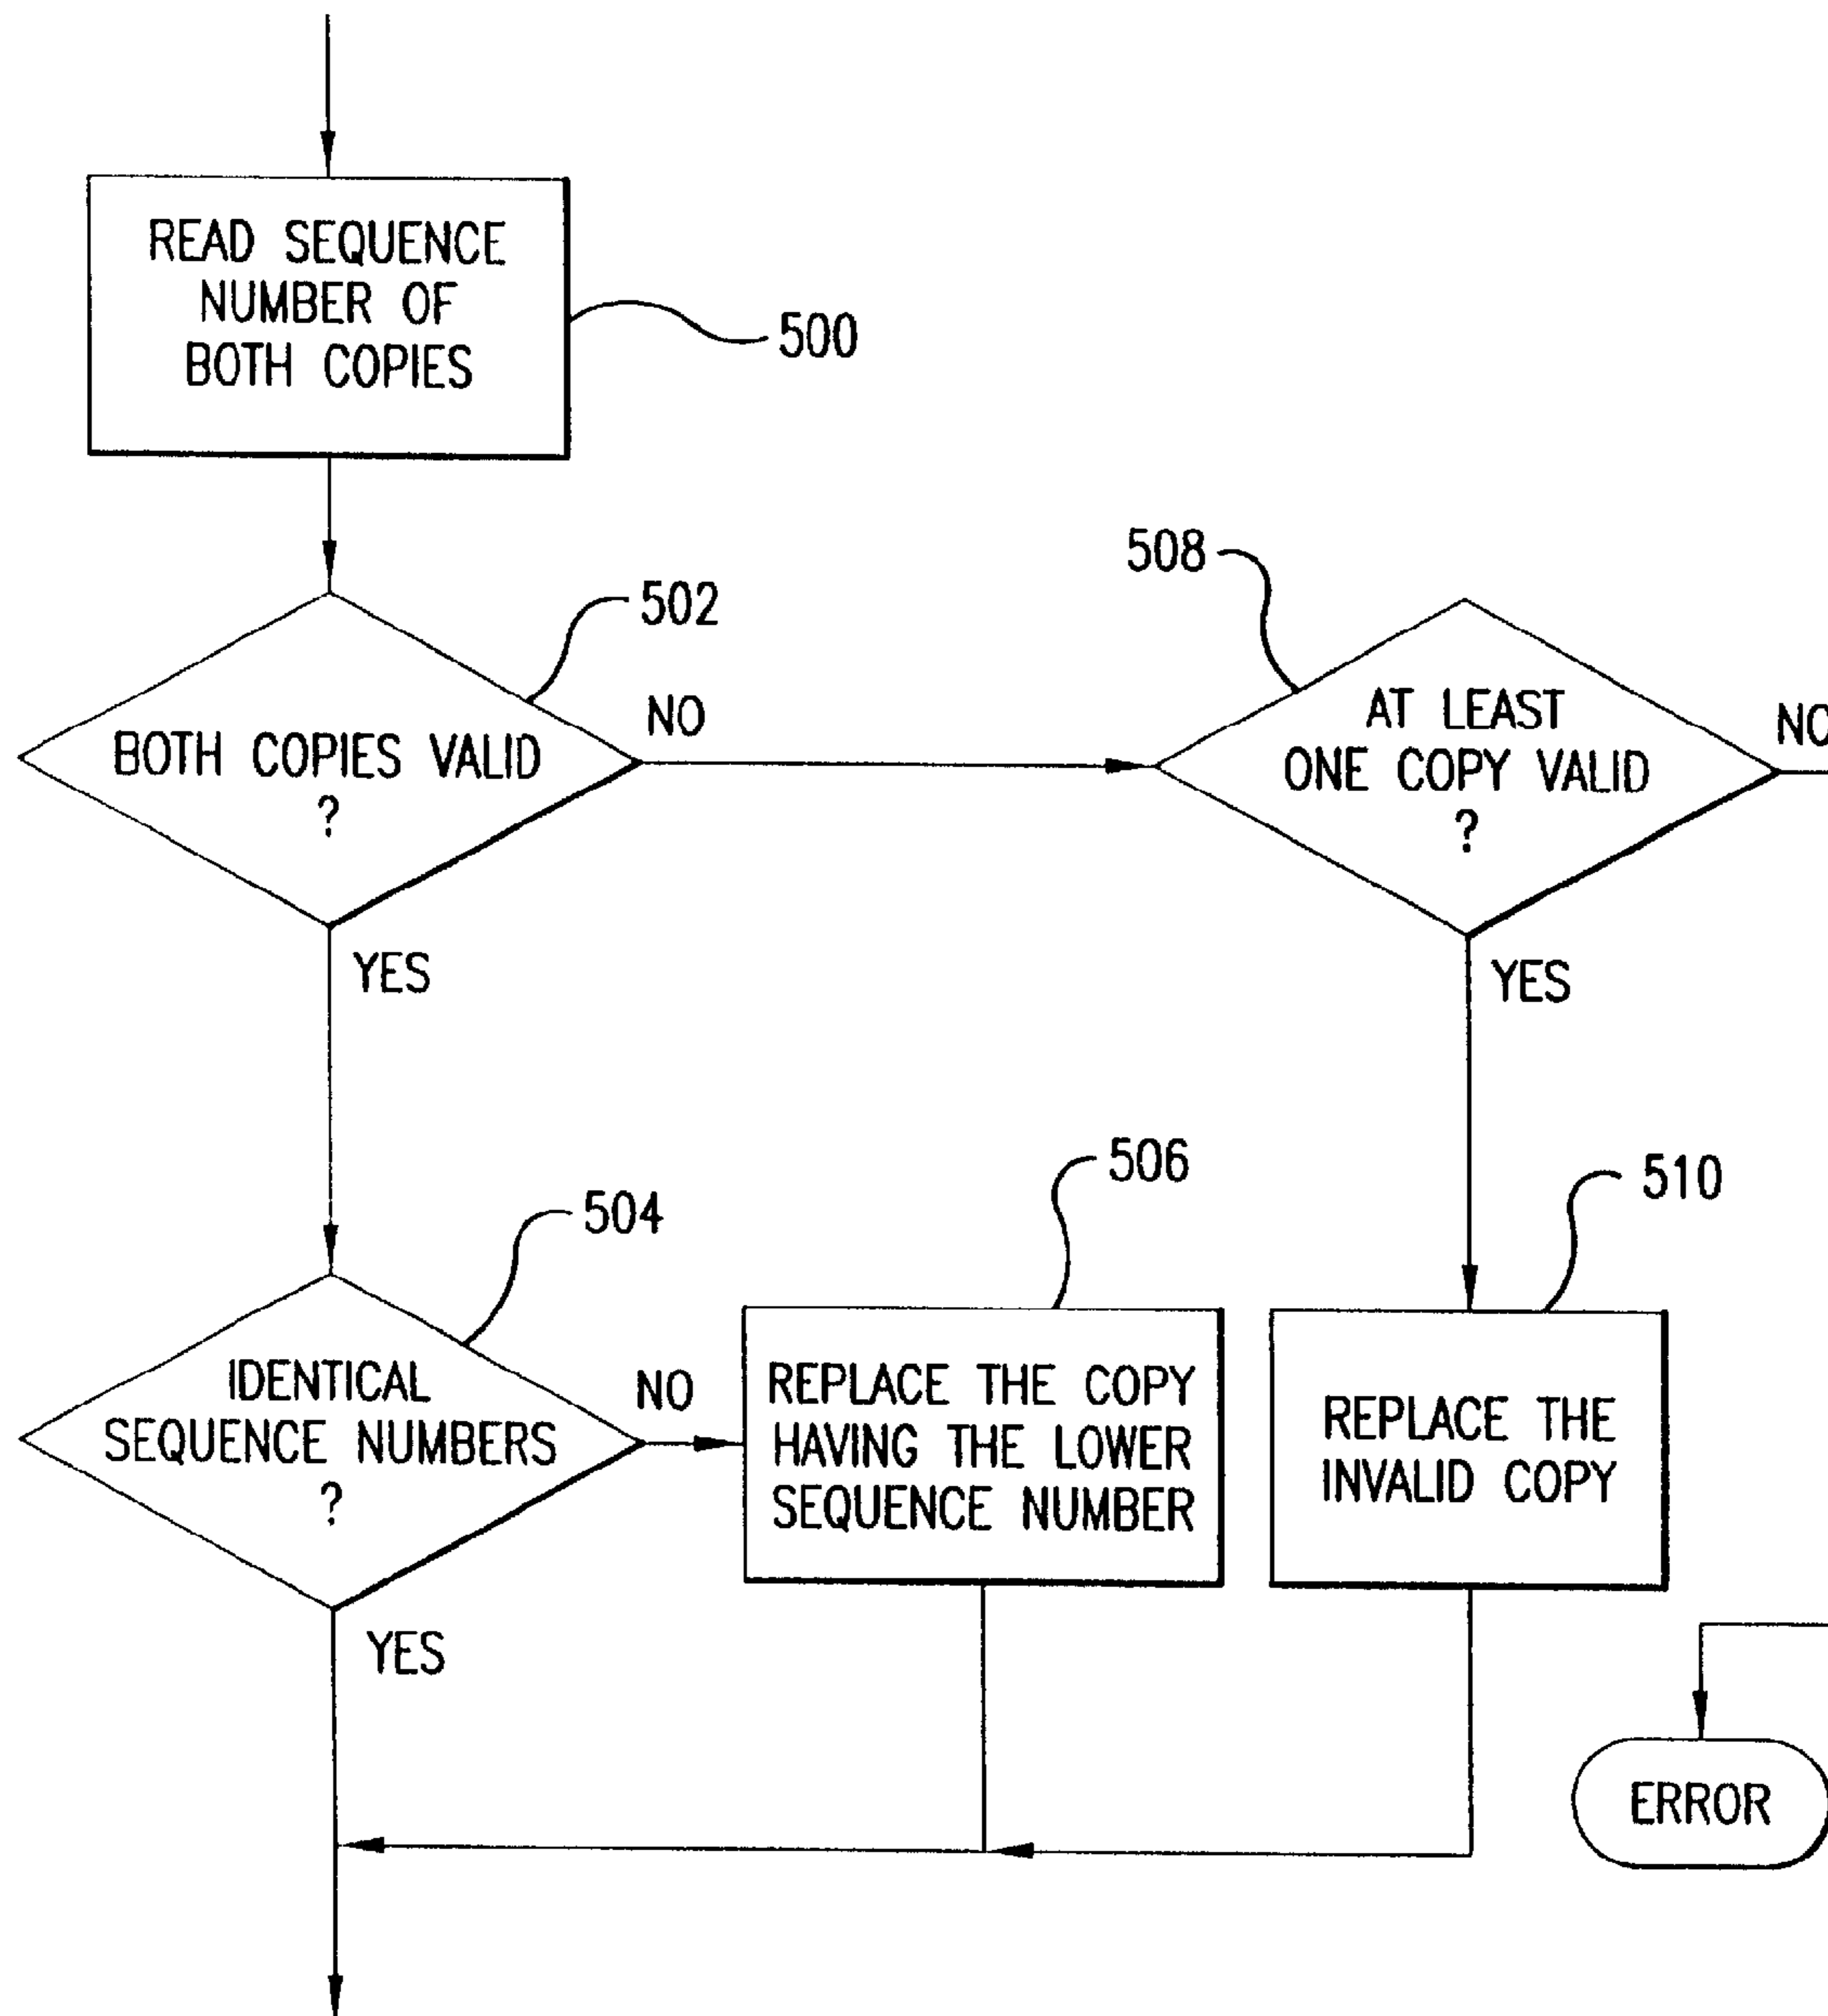 READ SEQUENCE
NUMBER OF
BOTH COPIES
500
502
BOTH COPIES VALID
?
NO
YES
508
AT LEAST
ONE COPY VALID
?
NO
YES
504
IDENTICAL
SEQUENCE NUMBERS
?
NO
YES
506
REPLACE THE COPY
HAVING THE LOWER
SEQUENCE NUMBER
510
REPLACE THE
INVALID COPY
ERROR